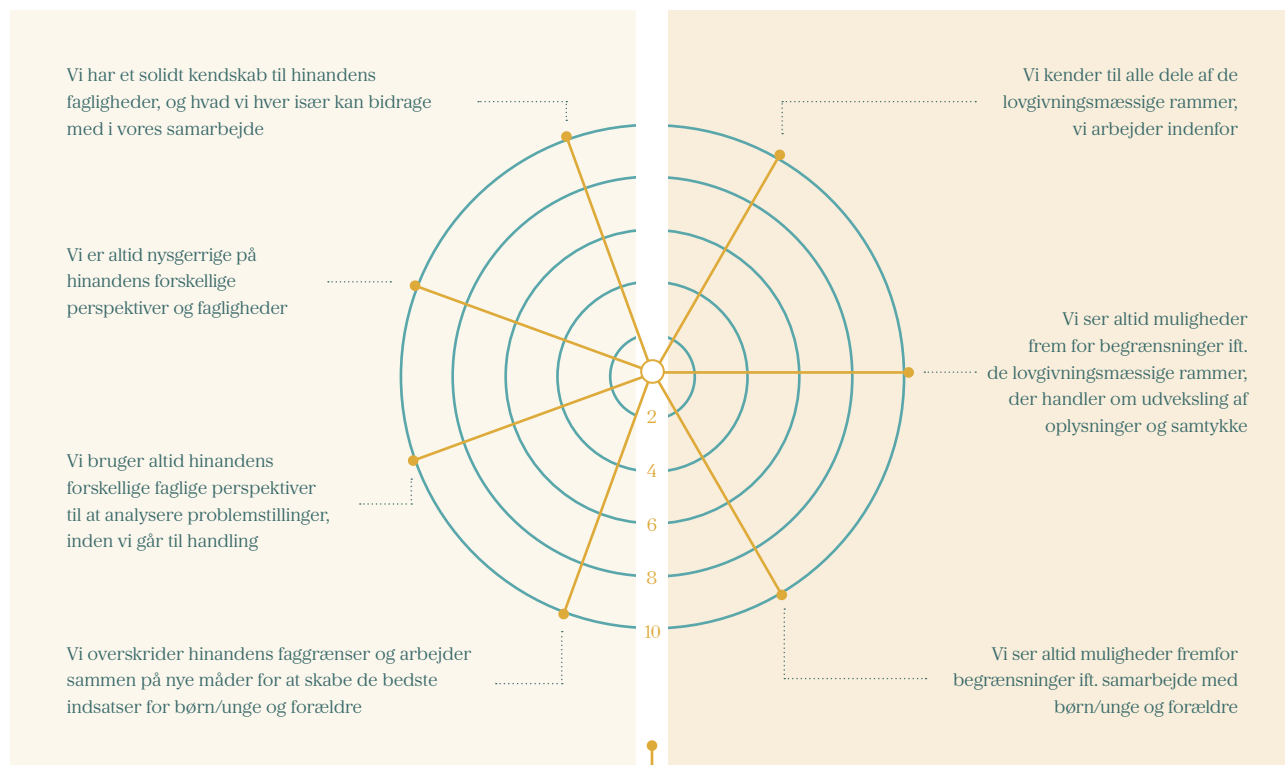 Vi har et solidt kendskab til hinandens
fagligheder, og hvad vi hver især kan bidrage
med i vores samarbejde
Vi er altid nysgerrige på
hinandens forskellige
perspektiver og fagligheder
Vi bruger altid hinandens
forskellige faglige perspektiver
til at analysere problemstillinger,
inden vi går til handling
Vi overskrider hinandens faggrænser og arbejder
sammen på nye måder for at skabe de bedste
indsatser for børn/unge og forældre
2
4
6
8
10
Vi kender til alle dele af de
lovgivningsmæssige rammer,
vi arbejder indenfor
Vi ser altid muligheder
frem for begrænsninger ift.
de lovgivningsmæssige rammer,
der handler om udveksling af
oplysninger og samtykke
Vi ser altid muligheder fremfor
begrænsninger ift. samarbejde med
børn/unge og forældre